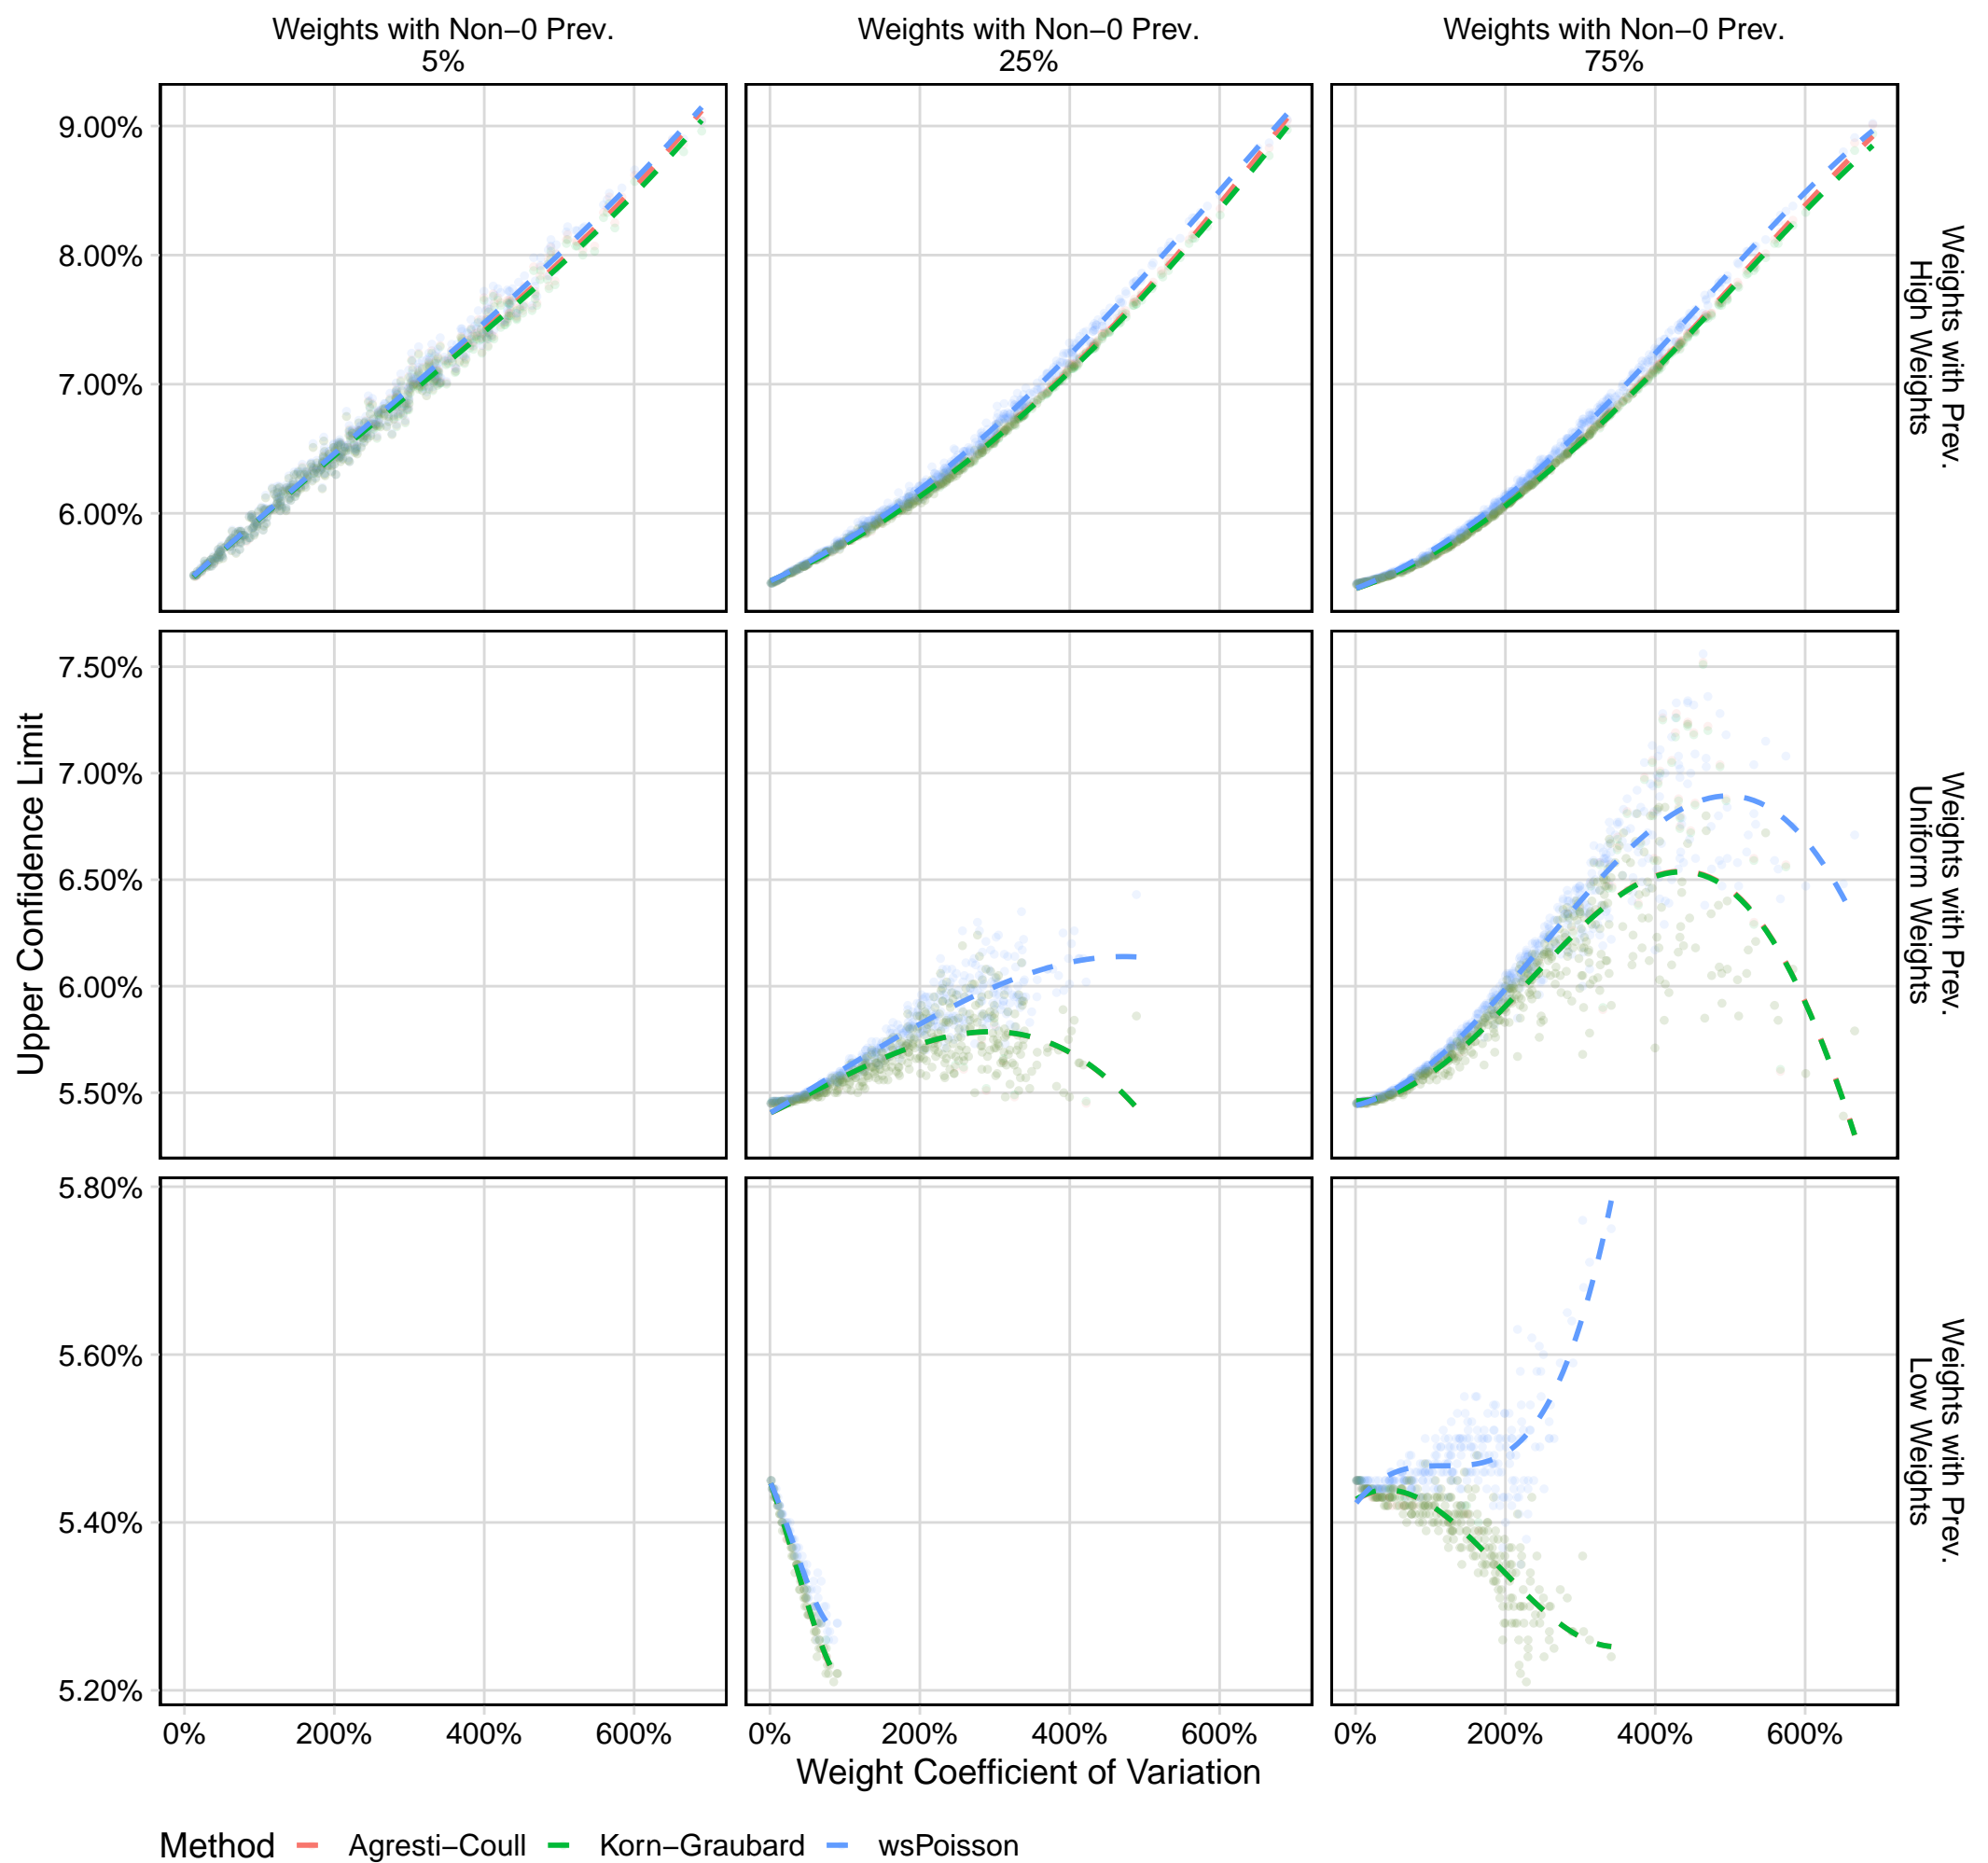 Weights with Non−0 Prev.
5%
Weights with Non−0 Prev.
25%
Weights with Non−0 Prev.
75%
9.00%
8.00%
7.00%
6.00%
Weights with Prev.
High Weights
Upper Confidence Limit
7.50%
7.00%
6.50%
6.00%
5.50%
Weights with Prev.
Uniform Weights
5.80%
5.60%
5.40%
5.20%
Weights with Prev.
Low Weights
0% 200% 400% 600%
0% 200% 400% 600%
0% 200% 400% 600%
Weight Coefficient of Variation
Method Agresti−Coull Korn−Graubard wsPoisson